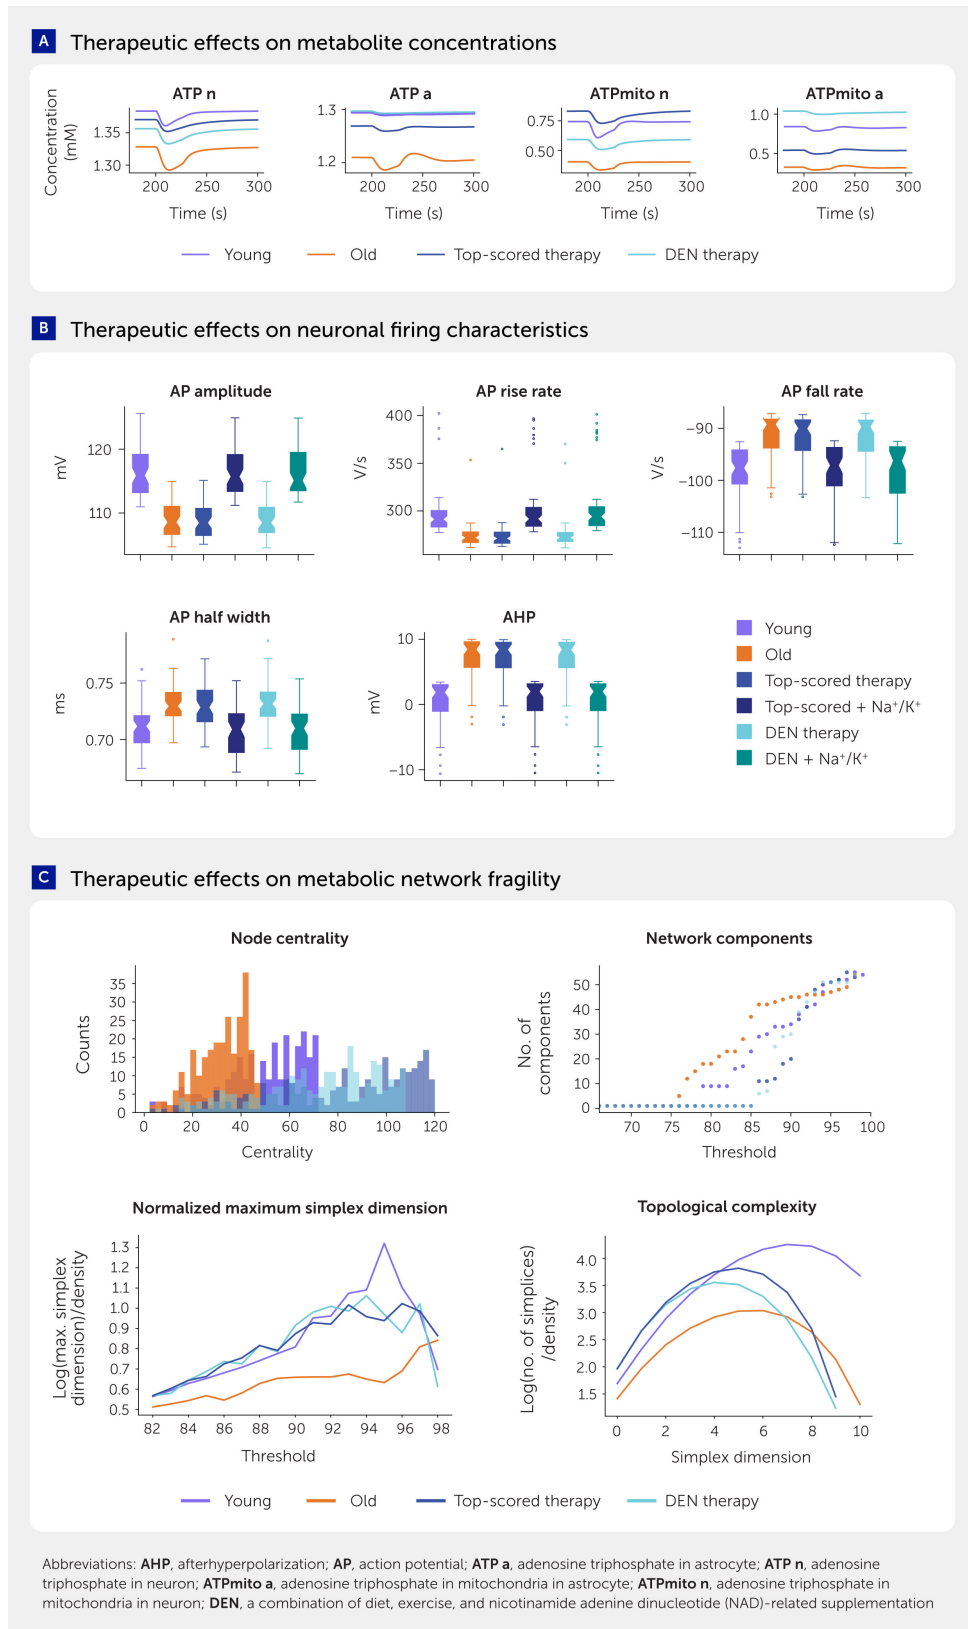 A Therapeutic effects on metabolite concentrations
ATP n
ATP a
ATPmito n
ATPmito a
Concentration
(mM)
1.35
1.30
200 250 300
Time (s)
1.3
1.2
200 250 300
Time (s)
0.75
0.50
200 250 300
Time (s)
1.0
0.5
200 250 300
Time (s)
Young Old Top-scored therapy DEN therapy
B Therapeutic effects on neuronal firing characteristics
AP amplitude
mV
120
110
AP rise rate
V/s
400
350
300
AP fall rate
V/s
−90
−100
−110
AP half width
ms
0.75
0.70
AHP
mV
10
0
−10
Young
Old
Top-scored therapy
Top-scored + Na⁺/K⁺
DEN therapy
DEN + Na⁺/K⁺
C Therapeutic effects on metabolic network fragility
Node centrality
Counts
35
30
25
20
15
10
5
0
0 20 40 60 80 100 120
Centrality
Network components
No. of
components
50
40
30
20
10
0
70 75 80 85 90 95 100
Threshold
Normalized maximum simplex dimension
Log(max. simplex
dimension)/density
1.3
1.2
1.1
1.0
0.9
0.8
0.7
0.6
0.5
82 84 86 88 90 92 94 96 98
Threshold
Topological complexity
Log(no. of simplices)
/density
4.0
3.5
3.0
2.5
2.0
1.5
0 2 4 6 8 10
Simplex dimension
Young Old Top-scored therapy DEN therapy
Abbreviations: AHP, afterhyperpolarization; AP, action potential; ATP a, adenosine triphosphate in astrocyte; ATP n, adenosine
triphosphate in neuron; ATPmito a, adenosine triphosphate in mitochondria in astrocyte; ATPmito n, adenosine triphosphate in
mitochondria in neuron; DEN, a combination of diet, exercise, and nicotinamide adenine dinucleotide (NAD)-related supplementation